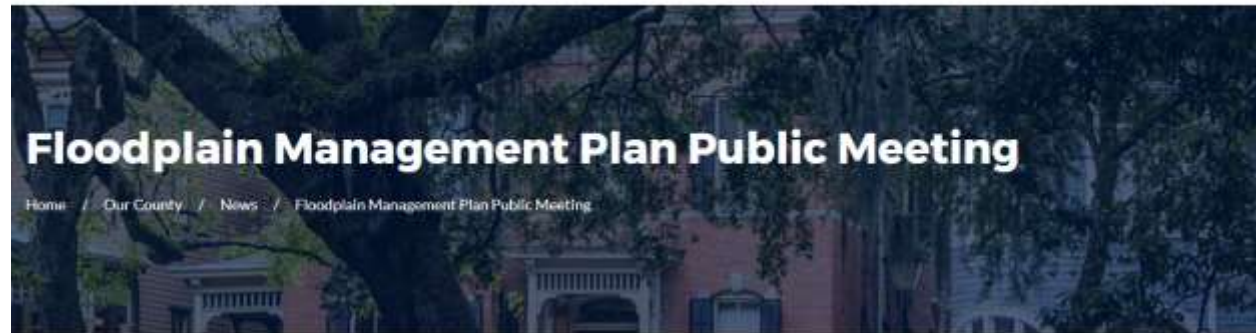 Floodplain Management Plan Public Meeting
Home / Our County / News / Floodplain Management Plan Public Meeting